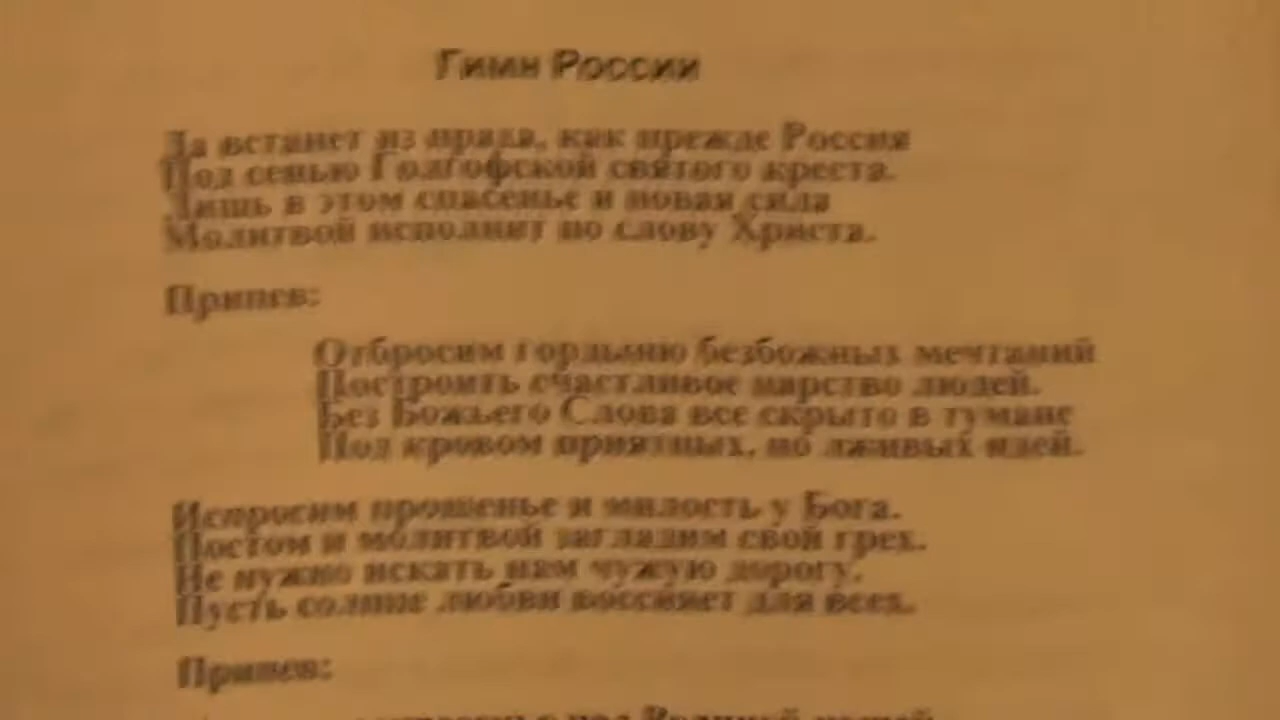 Гимн России
Да встанет из праха, как прежде Россия
Под сенью Голгофской святого креста.
Лишь в этом спасенье и новая сила
Молитвой исполнит по слову Христа.
Припев:
Отбросим гордыню безбожных мечтаний
Построить счастливое царство людей.
Без Божьего Слова все скрыто в тумане
Под кровом приятных, но лживых идей.
Испросим прощенье и милость у Бога.
Постом и молитвой загладим свой грех.
Не нужно искать нам чужую дорогу.
Пусть солнце любви воссияет для всех.
Припев:
под Великой